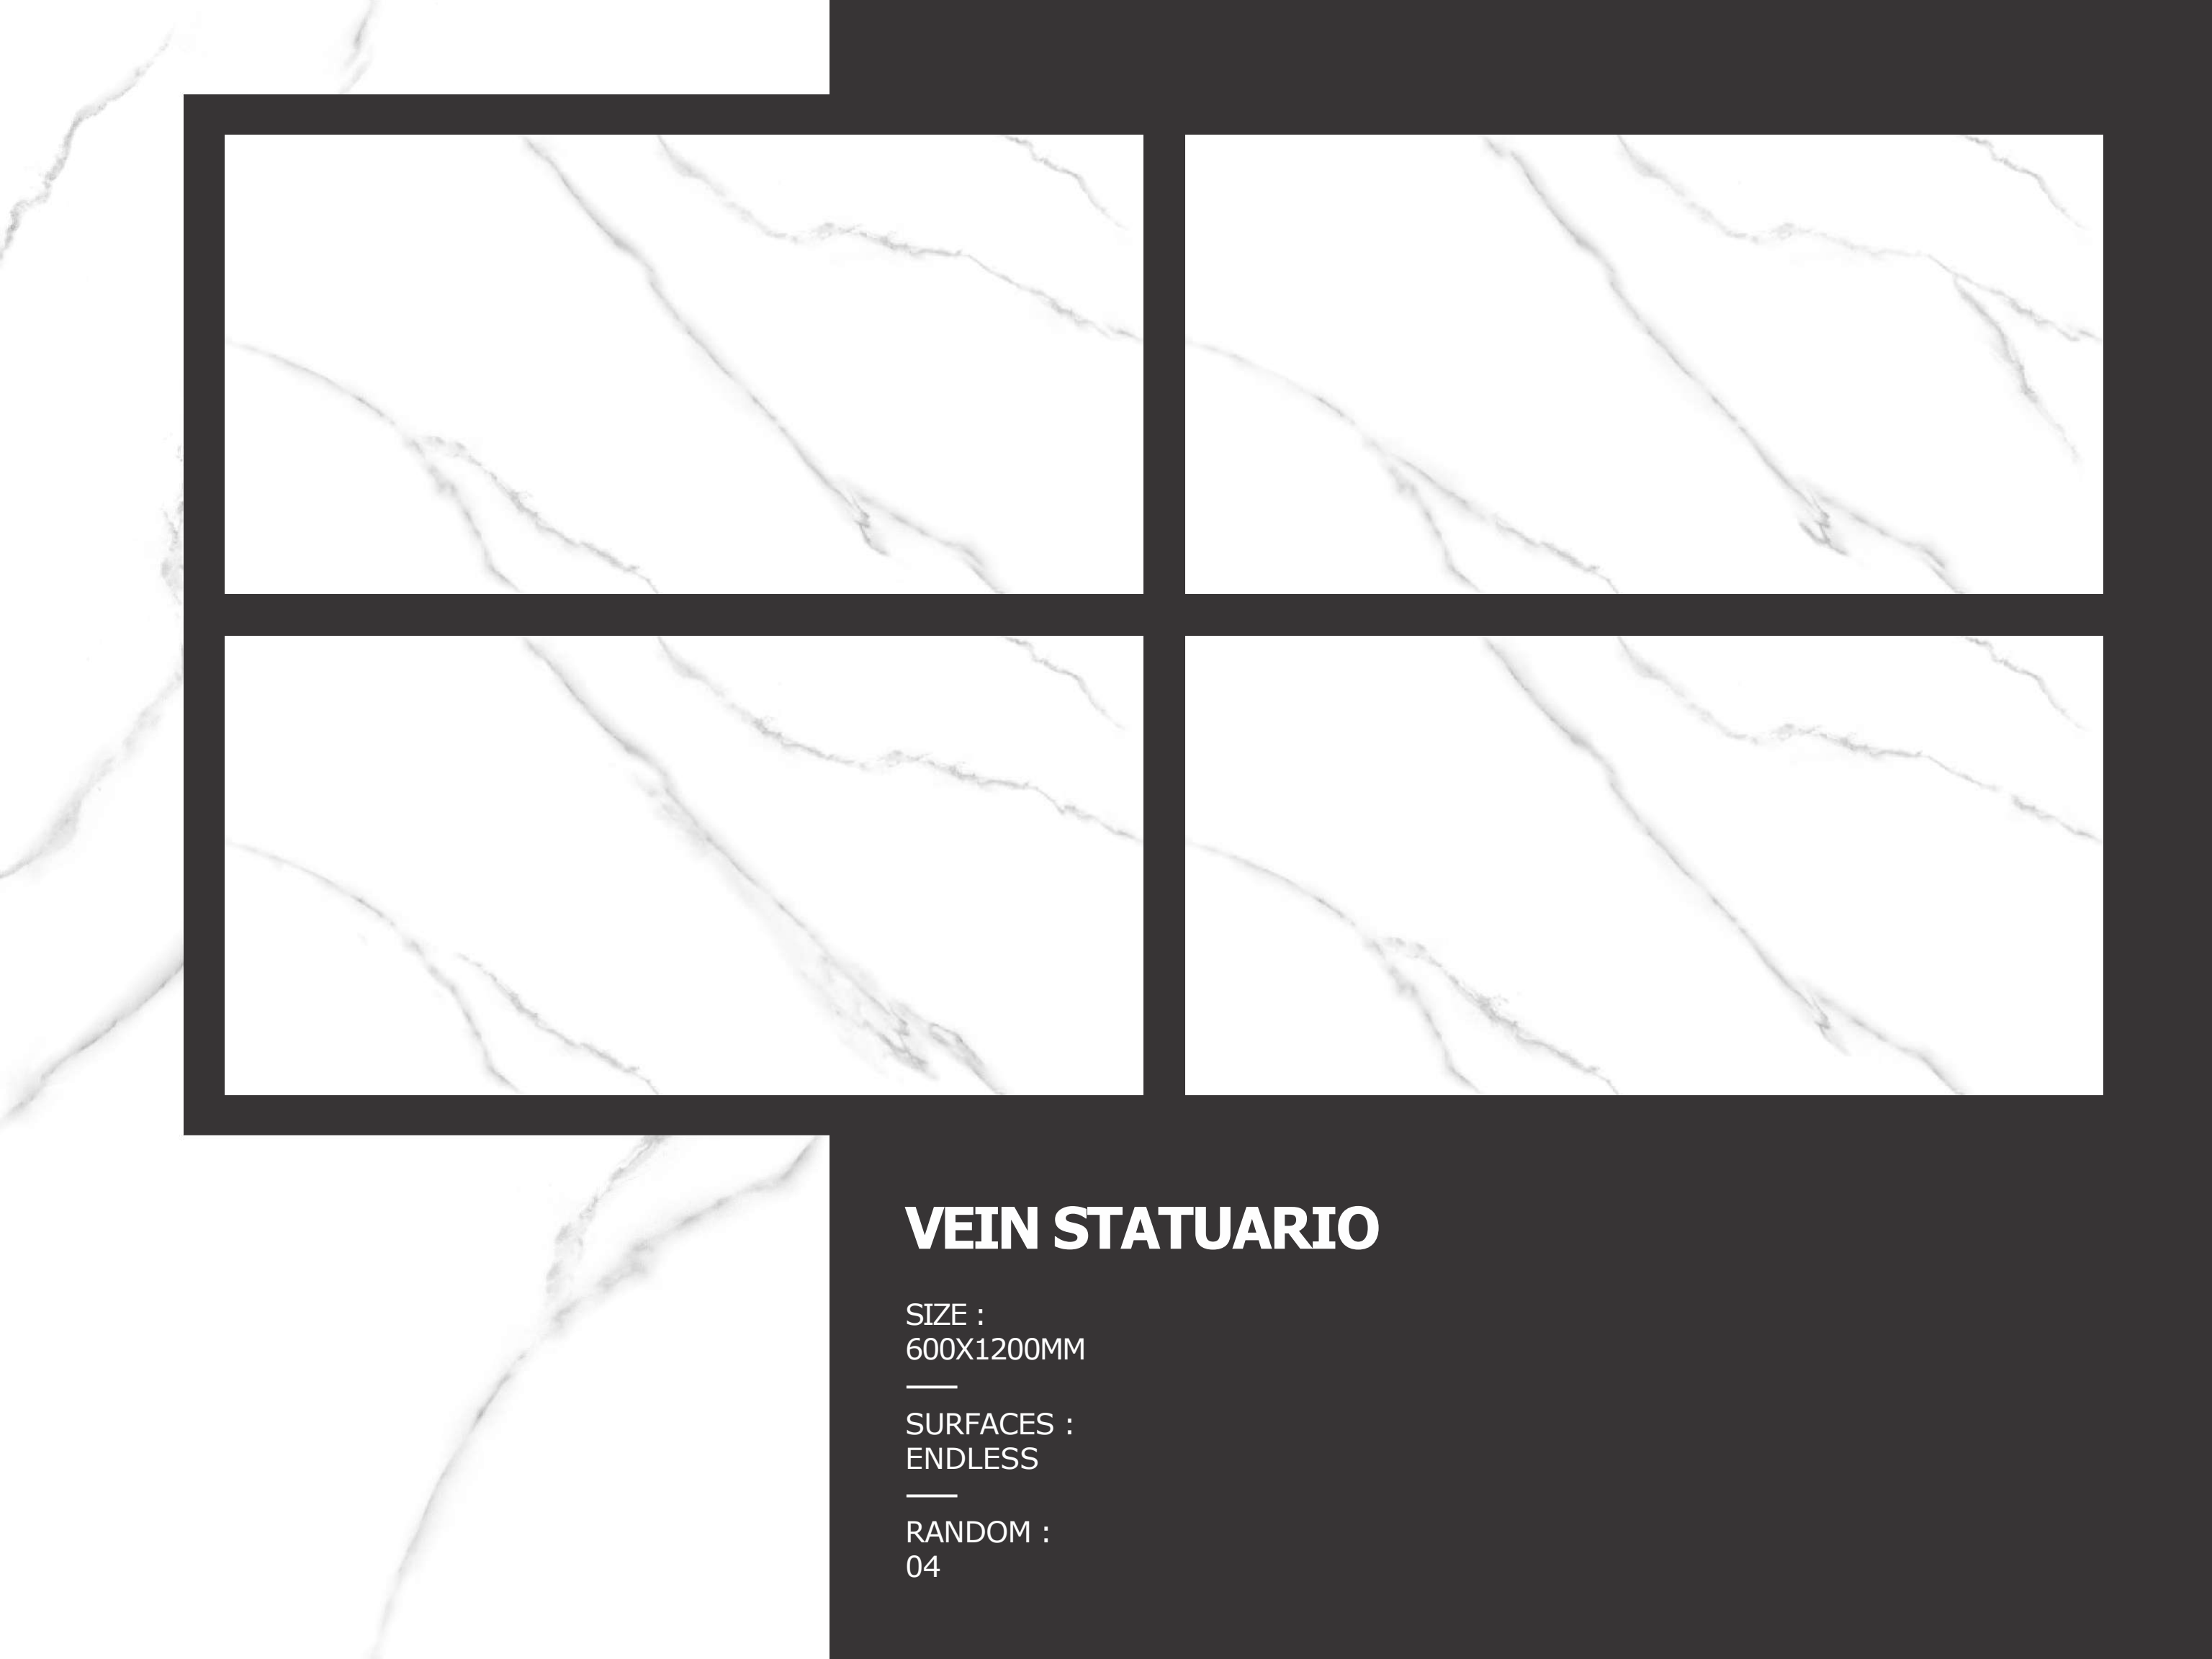 VEIN STATUARIO
SIZE :
600X1200MM
SURFACES :
ENDLESS
RANDOM :
04